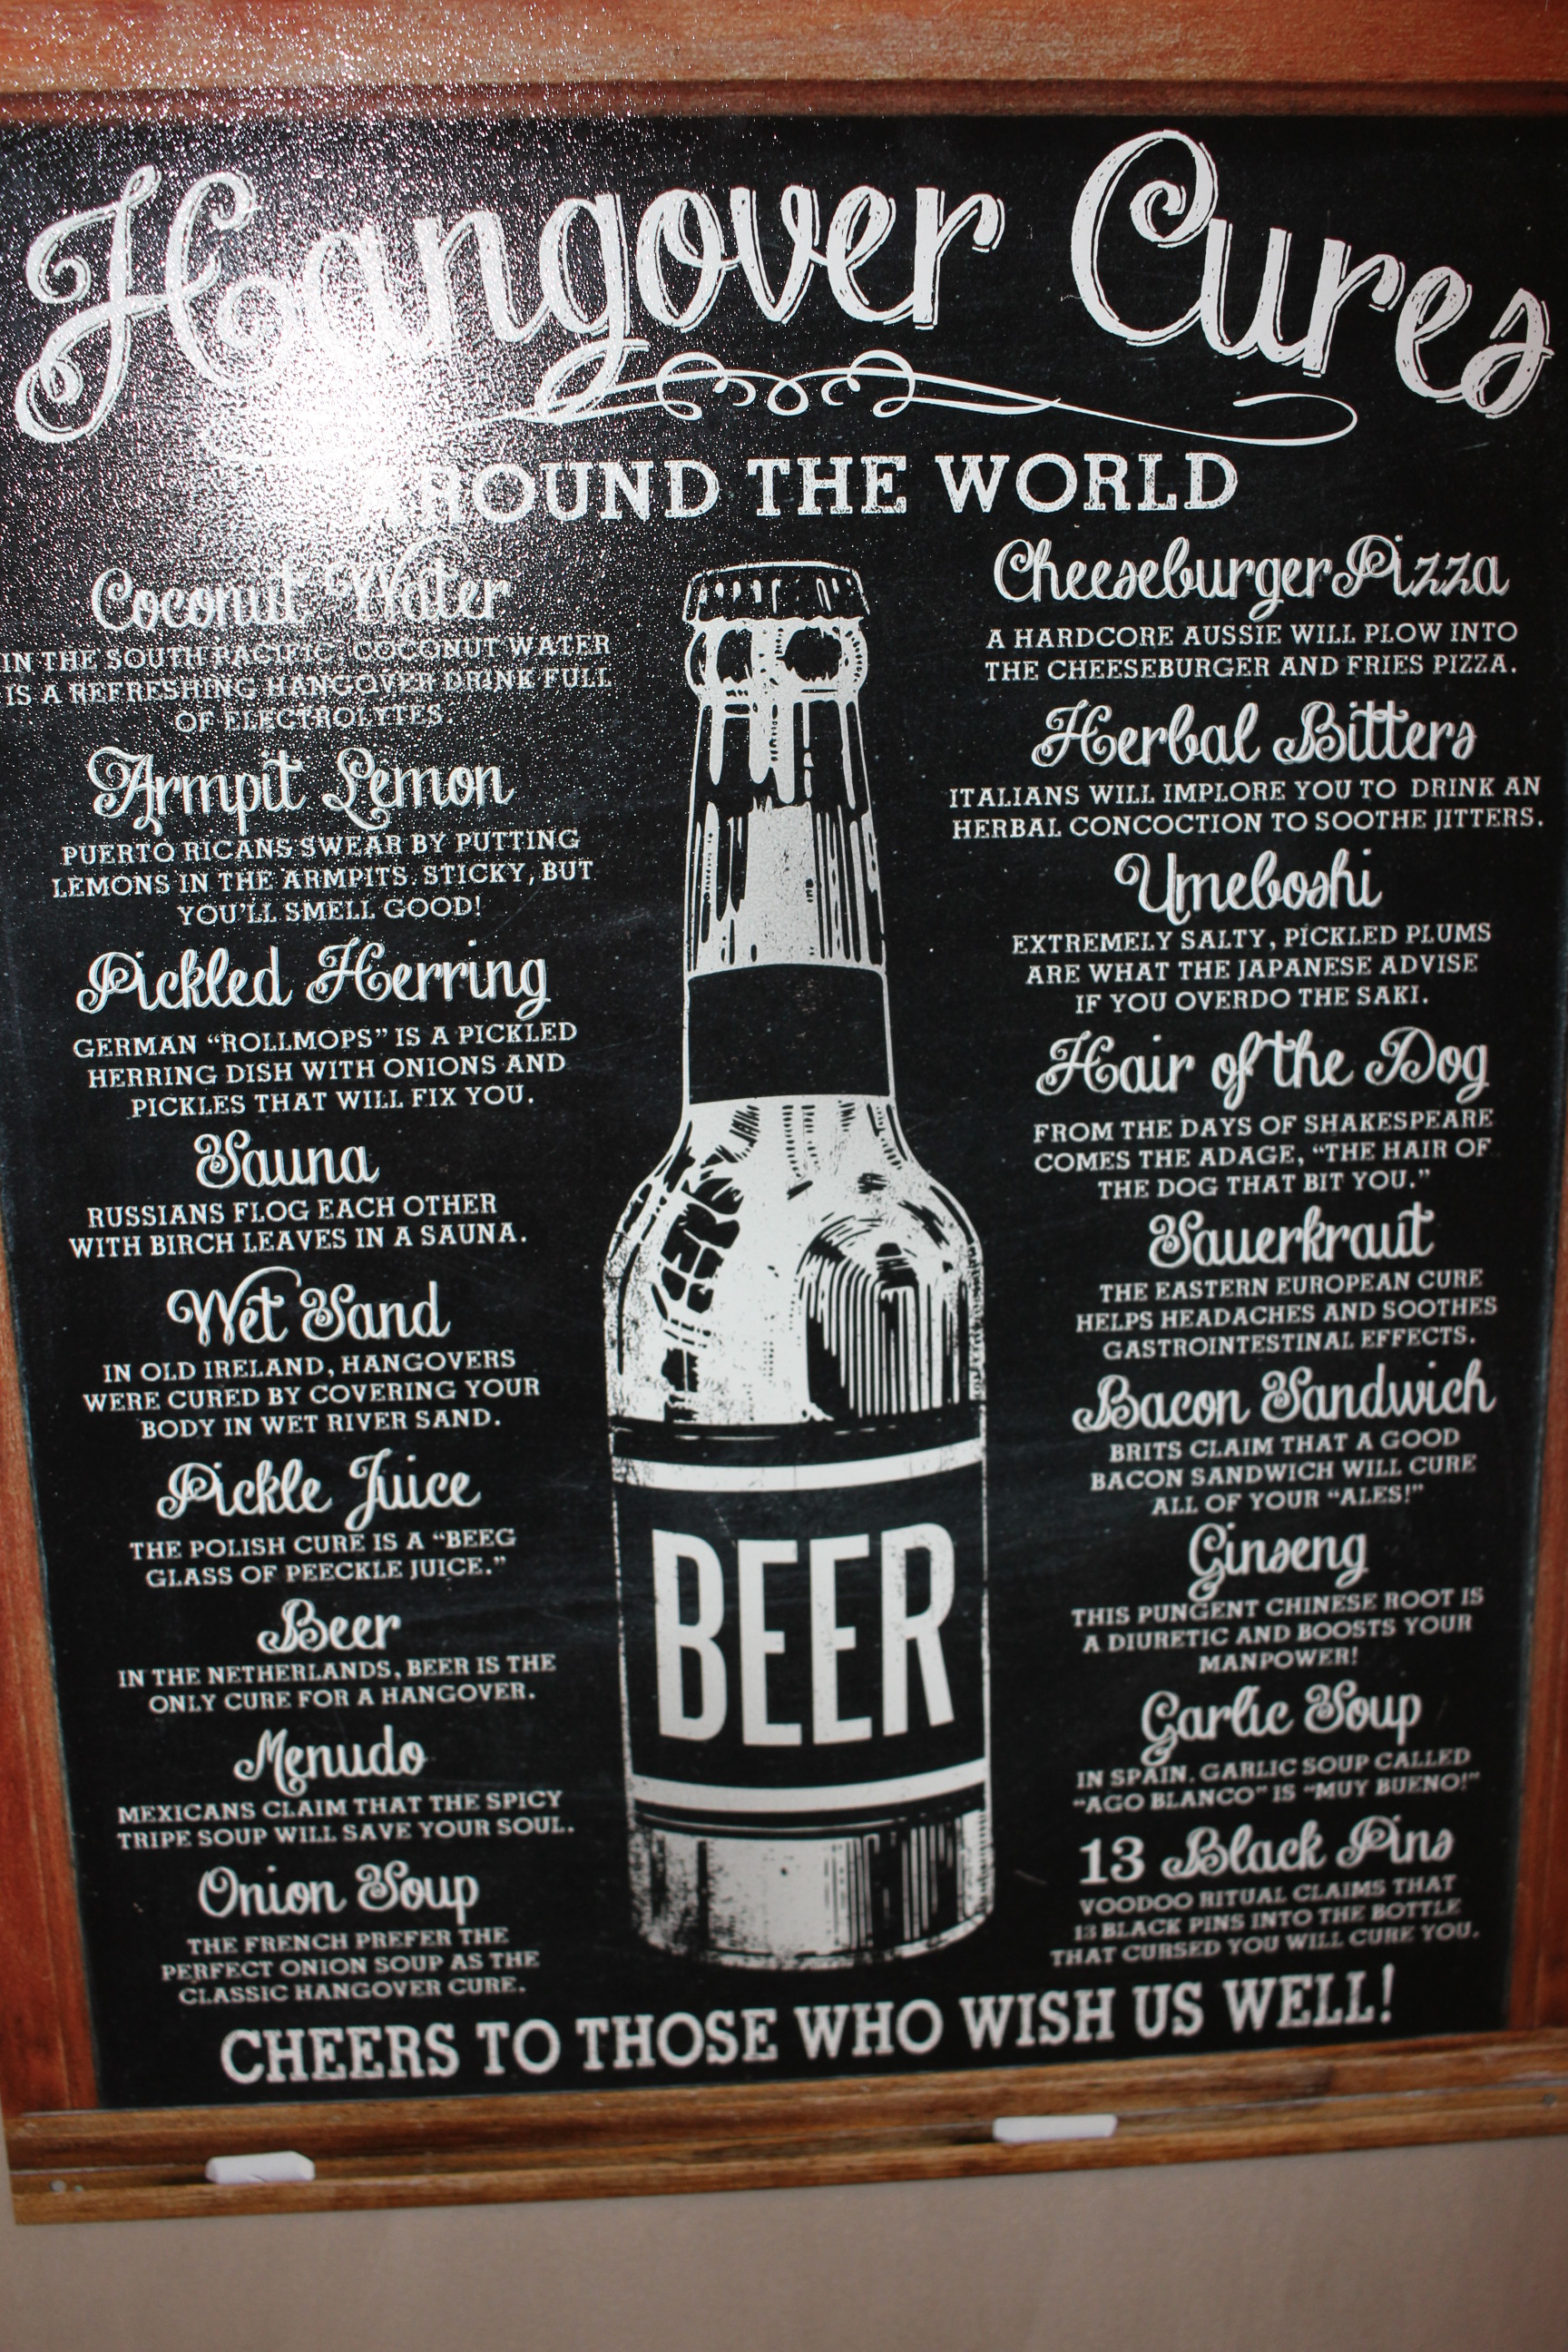 Hangover Cures
AROUND THE WORLD
Coconut Water
IN THE SOUTH PACIFIC, COCONUT WATER
IS A REFRESHING HANGOVER DRINK FULL
OF ELECTROLYTES.
Armpit Lemon
PUERTO RICANS SWEAR BY PUTTING
LEMONS IN THE ARMPITS. STICKY, BUT
YOU'LL SMELL GOOD!
Pickled Herring
GERMAN “ROLLMOPS” IS A PICKLED
HERRING DISH WITH ONIONS AND
PICKLES THAT WILL FIX YOU.
Sauna
RUSSIANS FLOG EACH OTHER
WITH BIRCH LEAVES IN A SAUNA.
Wet Sand
IN OLD IRELAND, HANGOVERS
WERE CURED BY COVERING YOUR
BODY IN WET RIVER SAND.
Pickle Juice
THE POLISH CURE IS A “BEEG
GLASS OF PEECKLE JUICE.”
Beer
IN THE NETHERLANDS, BEER IS THE
ONLY CURE FOR A HANGOVER.
Menudo
MEXICANS CLAIM THAT THE SPICY
TRIPE SOUP WILL SAVE YOUR SOUL.
Onion Soup
THE FRENCH PREFER THE
PERFECT ONION SOUP AS THE
CLASSIC HANGOVER CURE.
BEER
Cheeseburger Pizza
A HARDCORE AUSSIE WILL PLOW INTO
THE CHEESEBURGER AND FRIES PIZZA.
Herbal Bitters
ITALIANS WILL IMPLORE YOU TO DRINK AN
HERBAL CONCOCTION TO SOOTHE JITTERS.
Umeboshi
EXTREMELY SALTY, PICKLED PLUMS
ARE WHAT THE JAPANESE ADVISE
IF YOU OVERDO THE SAKI.
Hair of the Dog
FROM THE DAYS OF SHAKESPEARE
COMES THE ADAGE, “THE HAIR OF
THE DOG THAT BIT YOU.”
Sauerkraut
THE EASTERN EUROPEAN CURE
HELPS HEADACHES AND SOOTHES
GASTROINTESTINAL EFFECTS.
Bacon Sandwich
BRITS CLAIM THAT A GOOD
BACON SANDWICH WILL CURE
ALL OF YOUR “ALES!”
Ginseng
THIS PUNGENT CHINESE ROOT IS
A DIURETIC AND BOOSTS YOUR
MANPOWER!
Garlic Soup
IN SPAIN, GARLIC SOUP CALLED
“AGO BLANCO” IS “MUY BUENO!”
13 Black Pins
VOODOO RITUAL CLAIMS THAT
13 BLACK PINS INTO THE BOTTLE
THAT CURSED YOU WILL CURE YOU.
CHEERS TO THOSE WHO WISH US WELL!